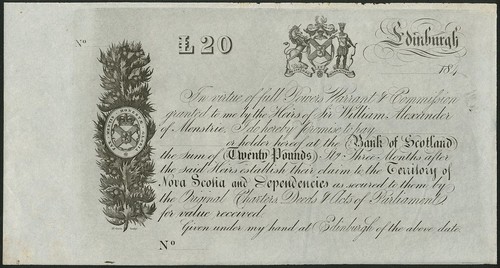 No
£20
Edinburgh
184
In virtue of full Powers Warrant & Commission
granted to me by the Heirs of Sir William Alexander
of Menstrie, I do hereby Promise to pay
or holder hereof at the Bank of Scotland
the sum of Twenty Pounds Stg Three Months after
the said Heirs establish their claim to the Territory of
Nova Scotia and Dependencies as secured to them by
the Original Charters, Deeds & Acts of Parliament
for value received
Given under my hand at Edinburgh of the above date
No